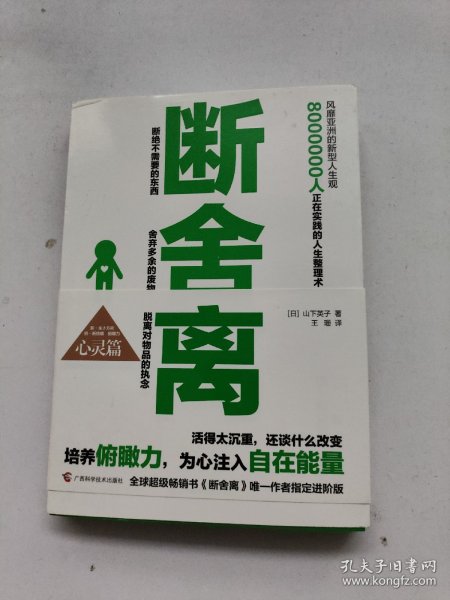 风靡亚洲的新型人生观
8000000人正在实践的人生整理术
断舍离
断绝不需要的东西
舍弃多余的废物
脱离对物品的执念
[日] 山下英子 著
王珊 译
心灵篇
活得太沉重，还谈什么改变
培养俯瞰力，为心注入自在能量
广西科学技术出版社
全球超级畅销书《断舍离》唯一作者指定进阶版
孔夫子旧书网
www.kongfz.com